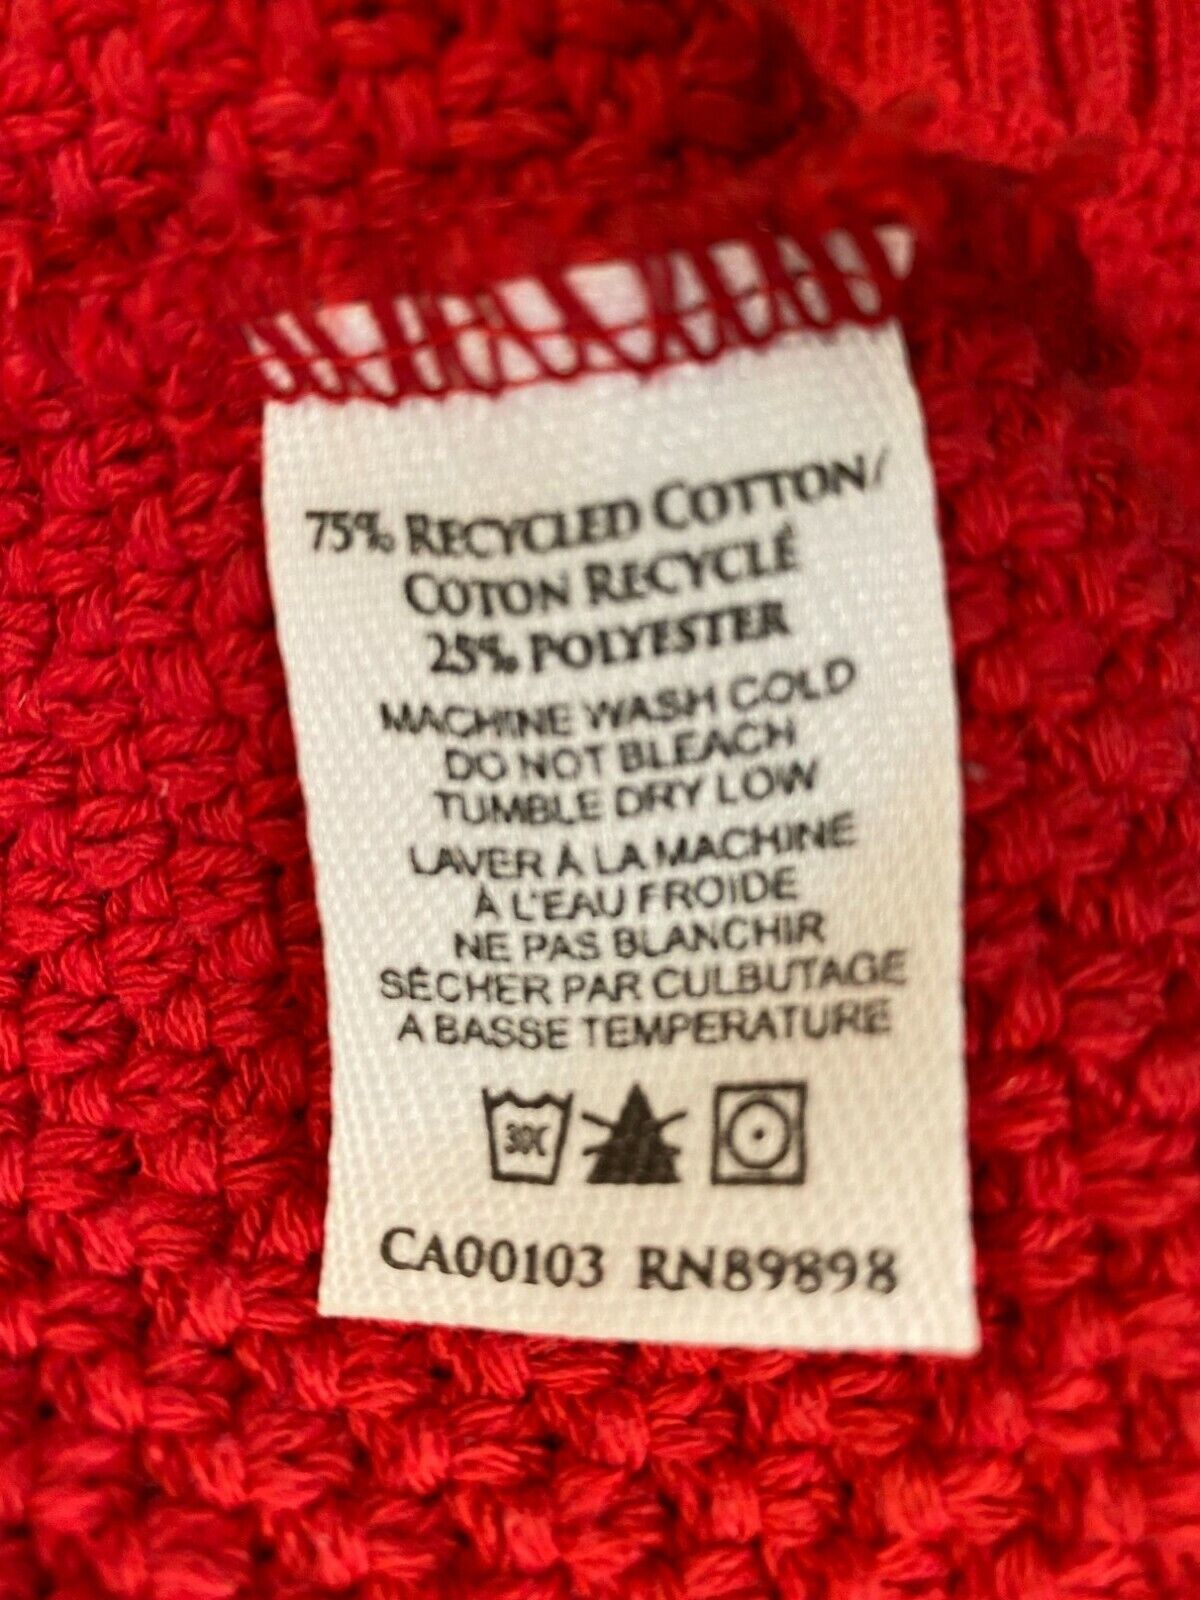 75% RECYCLED COTTON/
COTON RECYCLÉ
25% POLYESTER
MACHINE WASH COLD
DO NOT BLEACH
TUMBLE DRY LOW
LAVER À LA MACHINE
À L'EAU FROIDE
NE PAS BLANCHIR
SÉCHER PAR CULBUTAGE
A BASSE TEMPERATURE
30C
CA00103 RN89898